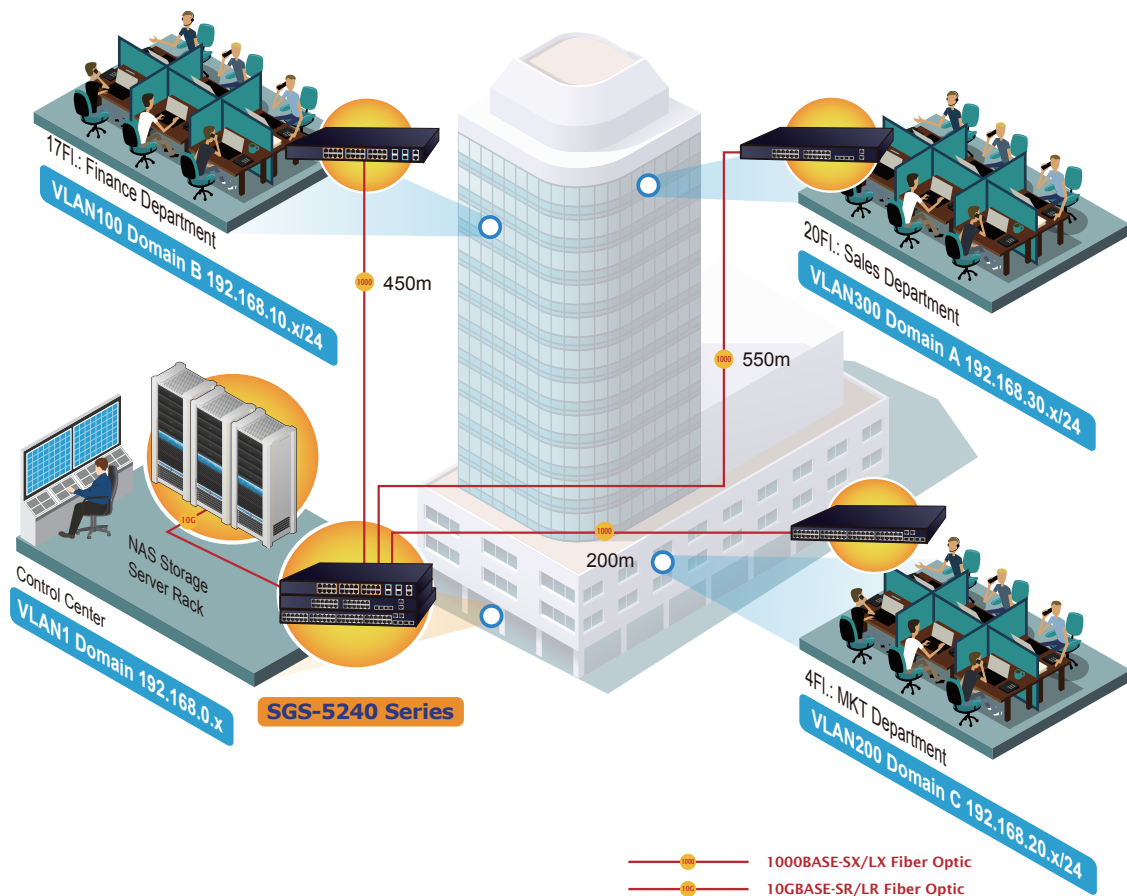 17Fl.: Finance Department
VLAN100 Domain B 192.168.10.x/24
20Fl.: Sales Department
VLAN300 Domain A 192.168.30.x/24
1000
450m
1000
550m
10G
NAS Storage
Server Rack
Control Center
VLAN1 Domain 192.168.0.x
1000
200m
SGS-5240 Series
4Fl.: MKT Department
VLAN200 Domain C 192.168.20.x/24
1000 1000BASE-SX/LX Fiber Optic
10G 10GBASE-SR/LR Fiber Optic